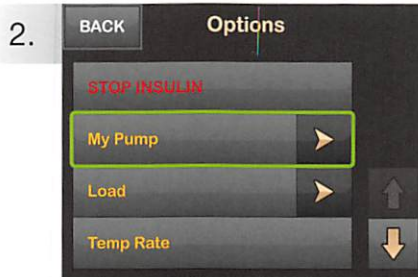 2.
BACK
Options
STOP INSULIN
My Pump
Load
Temp Rate